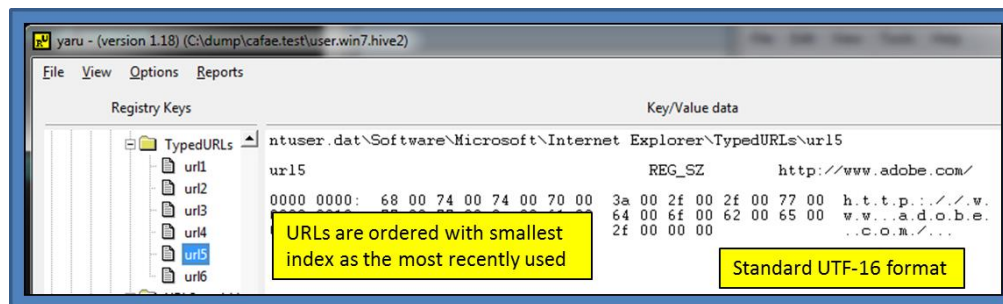 yaru - (version 1.18) (C:\dump\cafae.test\user.win7.hive2)
File View Options Reports
Registry Keys
Key/Value data
TypedURLs
url1
url2
url3
url4
url5
url6
ntuser.dat\Software\Microsoft\Internet Explorer\TypedURLs\url5
url5 REG_SZ http://www.adobe.com/
0000 0000: 68 00 74 00 74 00 70 00 3a 00 2f 00 2f 00 77 00 h.t.t.p.:././.w.
64 00 6f 00 62 00 65 00 w.w...a.d.o.b.e.
2f 00 00 00 ..c.o.m./...
URLs are ordered with smallest
index as the most recently used
Standard UTF-16 format